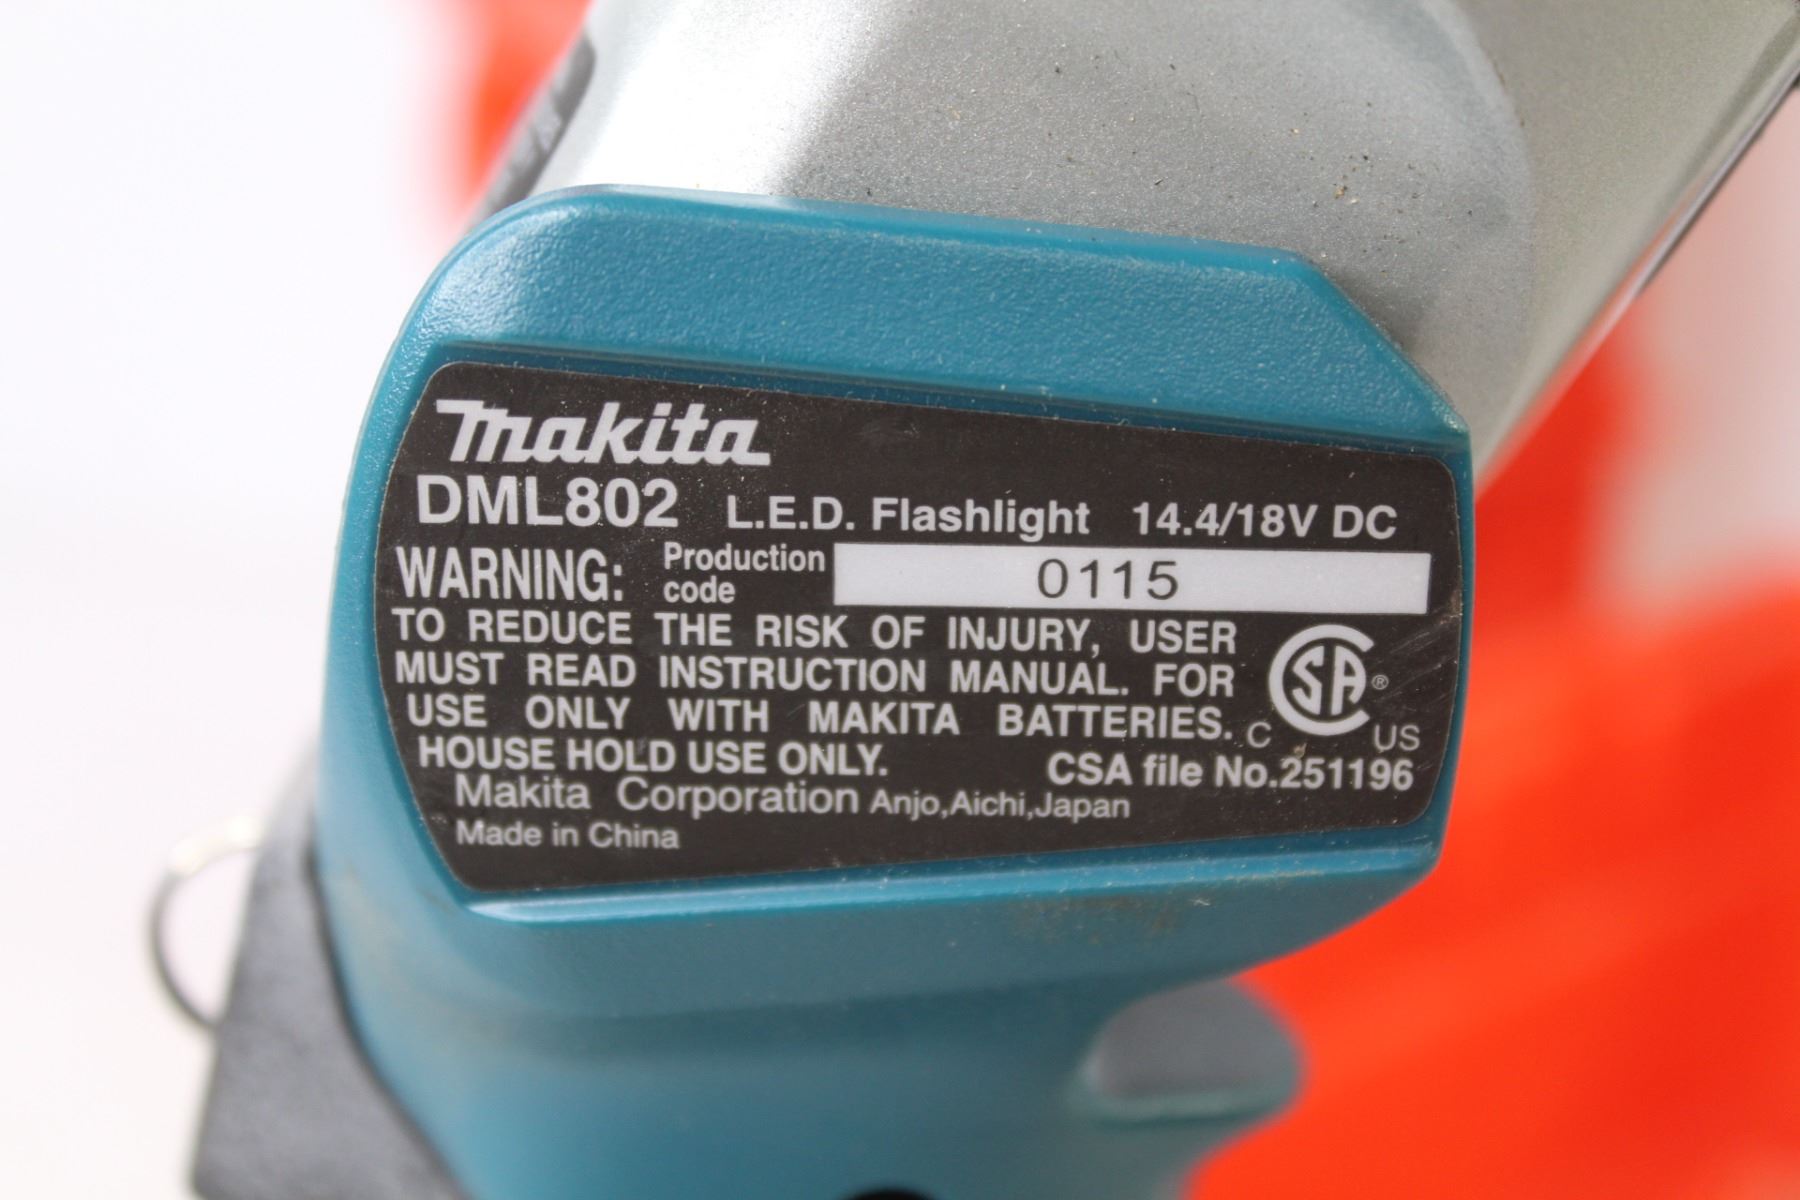 makita
DML802 L.E.D. Flashlight 14.4/18V DC
WARNING: Production code 0115
TO REDUCE THE RISK OF INJURY, USER
MUST READ INSTRUCTION MANUAL. FOR
USE ONLY WITH MAKITA BATTERIES.
HOUSE HOLD USE ONLY.
C SA ® US
CSA file No.251196
Makita Corporation Anjo,Aichi,Japan
Made in China